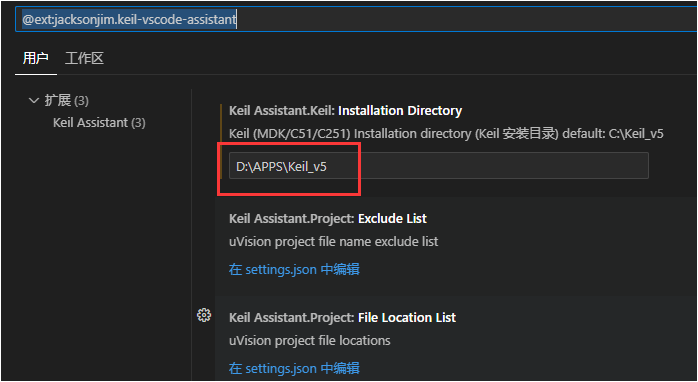 @ext:jacksonjim.keil-vscode-assistant
用户 工作区
扩展 (3)
Keil Assistant (3)
Keil Assistant.Keil: Installation Directory
Keil (MDK/C51/C251) Installation directory (Keil 安装目录) default: C:\Keil_v5
D:\APPS\Keil_v5
Keil Assistant.Project: Exclude List
uVision project file name exclude list
在 settings.json 中编辑
Keil Assistant.Project: File Location List
uVision project file locations
在 settings.json 中编辑